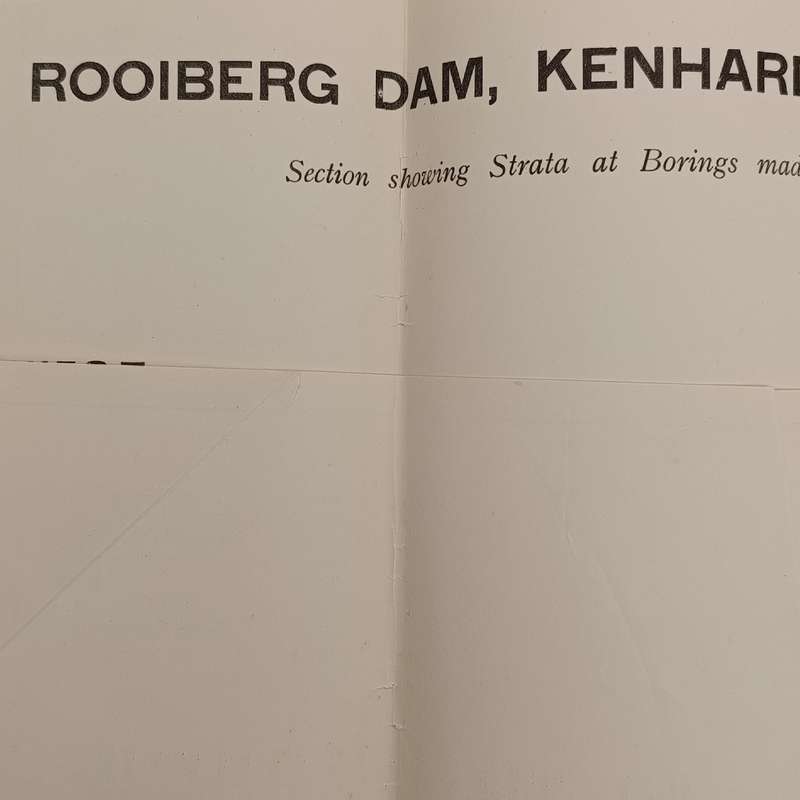 ROOIBERG DAM, KENHAR
Section showing Strata at Borings mad